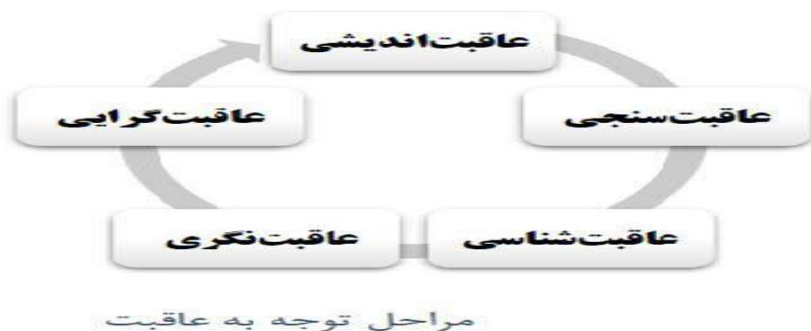 عاقبت‌اندیشی
عاقبت‌سنجی
عاقبت‌شناسی
عاقبت‌نگری
عاقبت‌گرایی
مراحل توجه به عاقبت